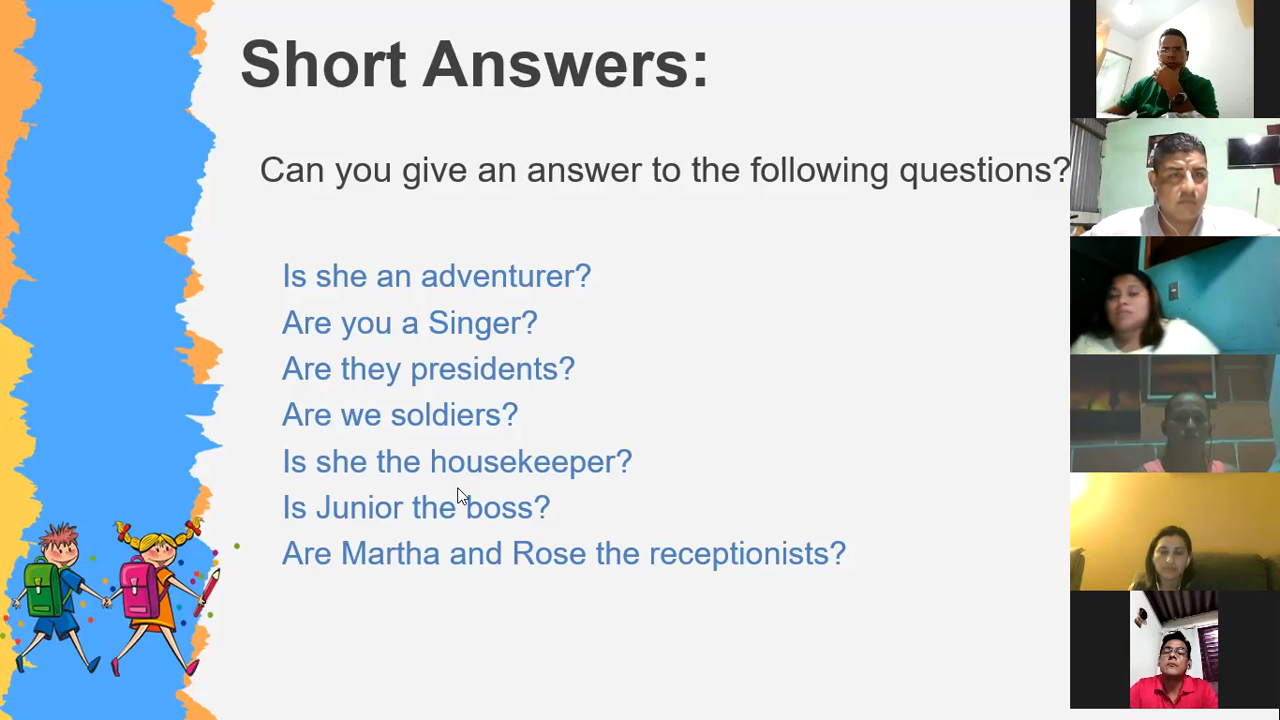 Short Answers:
Can you give an answer to the following questions?
Is she an adventurer?
Are you a Singer?
Are they presidents?
Are we soldiers?
Is she the housekeeper?
Is Junior the boss?
Are Martha and Rose the receptionists?